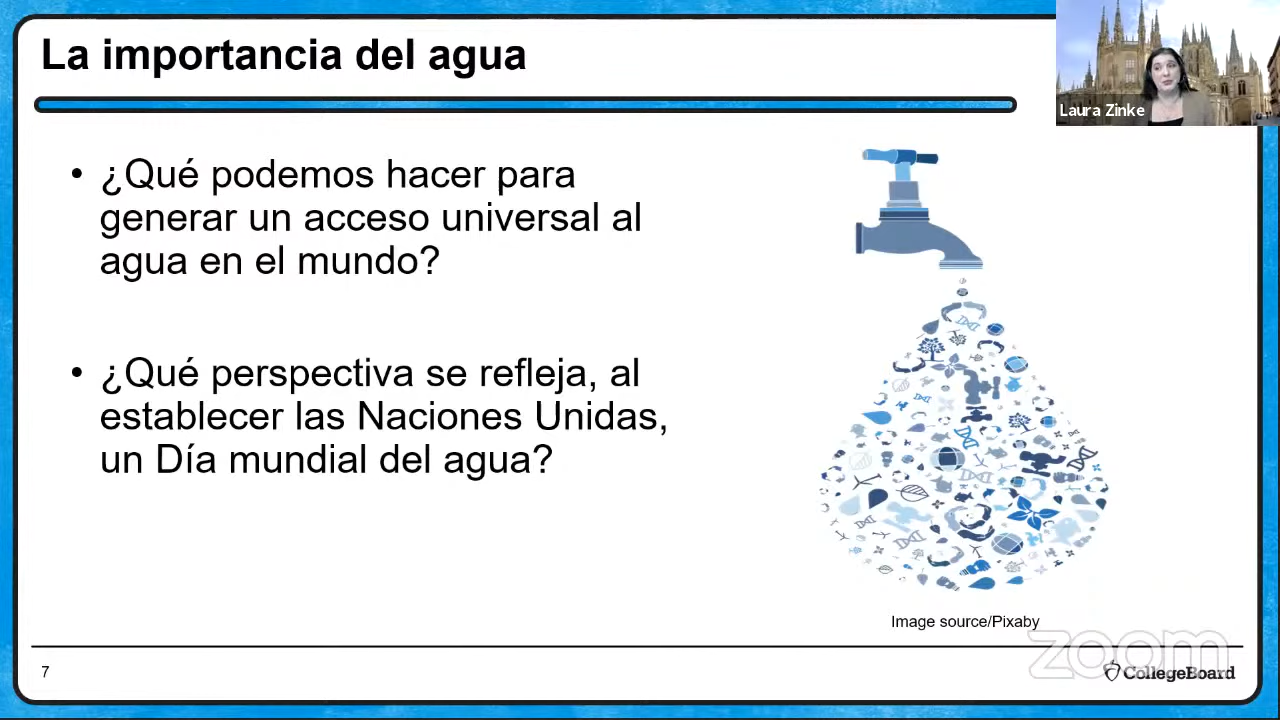 La importancia del agua
Laura Zinke
• ¿Qué podemos hacer para
generar un acceso universal al
agua en el mundo?
• ¿Qué perspectiva se refleja, al
establecer las Naciones Unidas,
un Día mundial del agua?
Image source/Pixaby
zoom
7
CollegeBoard